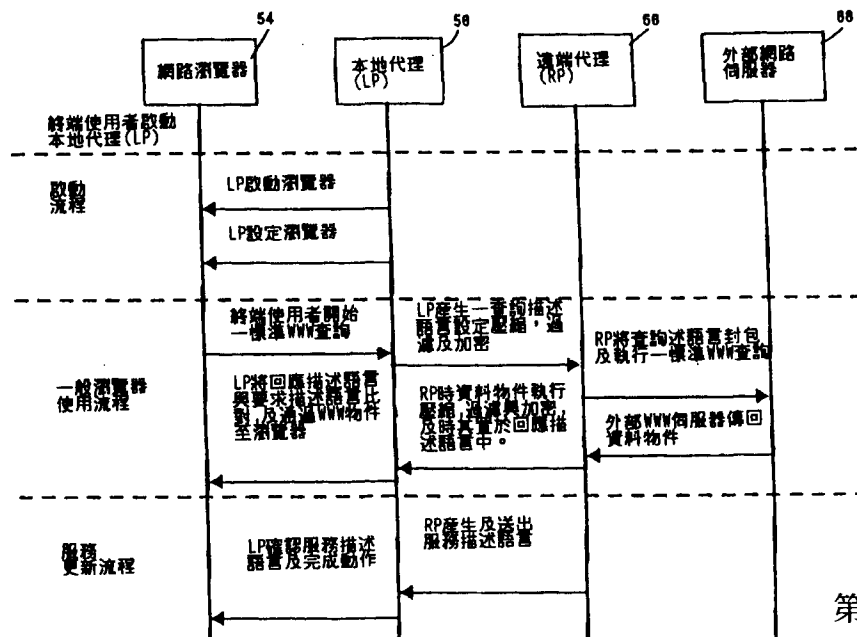 54
56
66
68
網路瀏覽器
本地代理
(LP)
遠端代理
(RP)
外部網路
伺服器
終端使用者啟動
本地代理(LP)
啟動
流程
LP啟動瀏覽器
LP設定瀏覽器
一般瀏覽器
使用流程
終端使用者開始
一標準WWW查詢
LP產生一查詢描述
語言設定壓縮，過
濾及加密
RP將查詢述語言封包
及執行一標準WWW查詢
LP將回應描述語言
與要求描述語言比
對,及通過WWW物件
至瀏覽器
RP時資料物件執行
壓縮,過濾與加密,
及時其置於回應描
述語言中。
外部WWW伺服器傳回
資料物件
服務
更新流程
LP確認服務描述
語言及完成動作
RP產生及送出
服務描述語言
第